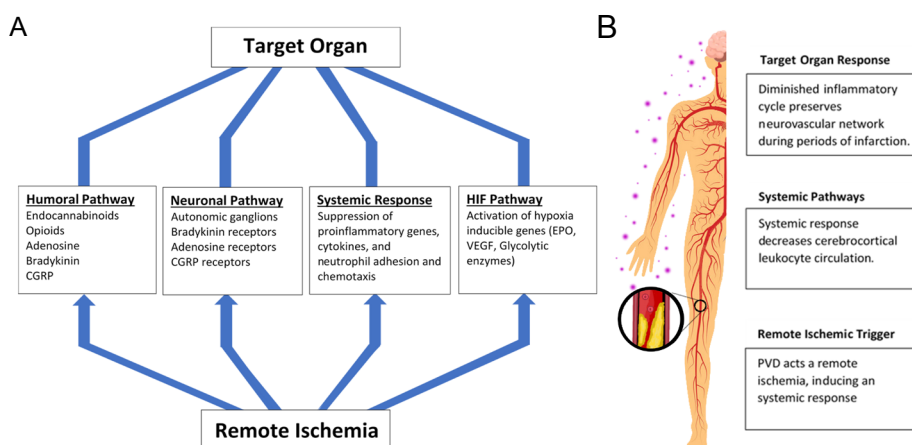 A
Target Organ
Humoral Pathway
Endocannabinoids
Opioids
Adenosine
Bradykinin
CGRP
Neuronal Pathway
Autonomic ganglions
Bradykinin receptors
Adenosine receptors
CGRP receptors
Systemic Response
Suppression of
proinflammatory genes,
cytokines, and
neutrophil adhesion and
chemotaxis
HIF Pathway
Activation of hypoxia
inducible genes (EPO,
VEGF, Glycolytic
enzymes)
Remote Ischemia
B
Target Organ Response
Diminished inflammatory
cycle preserves
neurovascular network
during periods of infarction.
Systemic Pathways
Systemic response
decreases cerebrocortical
leukocyte circulation.
Remote Ischemic Trigger
PVD acts a remote
ischemia, inducing an
systemic response